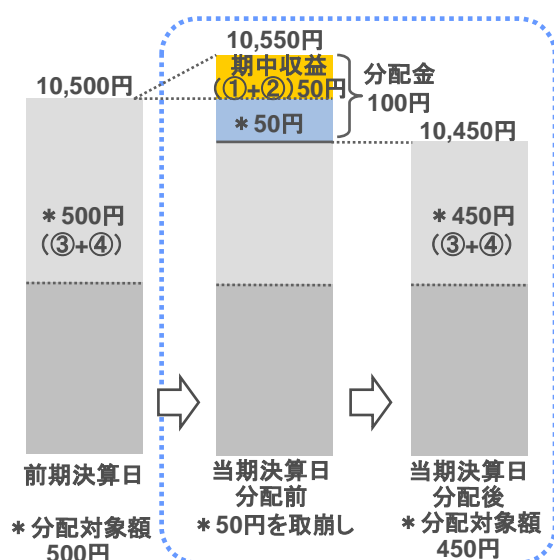 10,500円
＊500円
（③+④）
前期決算日
＊分配対象額
500円
10,550円
期中収益
（①+②）50円
＊50円
分配金
100円
当期決算日
分配前
＊50円を取崩し
10,450円
＊450円
（③+④）
当期決算日
分配後
＊分配対象額
450円